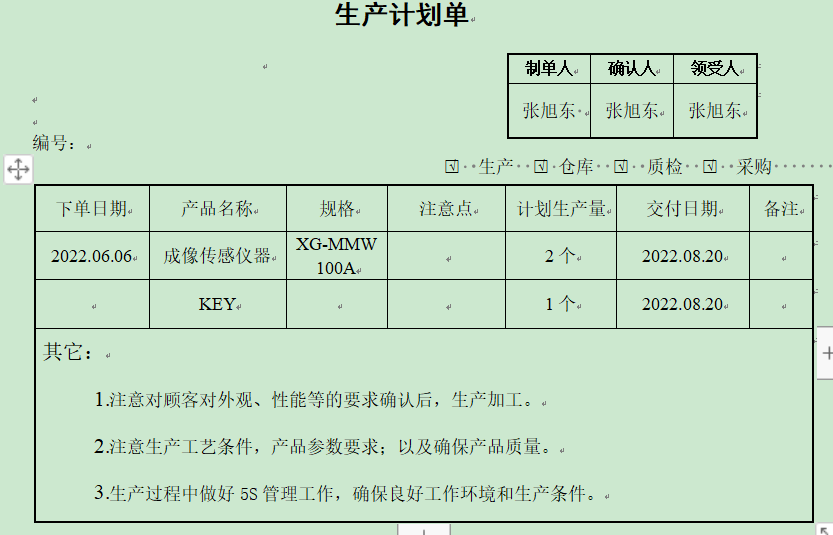 生产计划单
制单人 确认人 领受人
张旭东 张旭东 张旭东
编号：
☑ 生产 ☑ 仓库 ☑ 质检 ☑ 采购
下单日期 产品名称 规格 注意点 计划生产量 交付日期 备注
2022.06.06 成像传感仪器 XG-MMW 2个 2022.08.20
100A
KEY 1个 2022.08.20
其它：
1.注意对顾客对外观、性能等的要求确认后，生产加工。
2.注意生产工艺条件，产品参数要求；以及确保产品质量。
3.生产过程中做好5S管理工作，确保良好工作环境和生产条件。